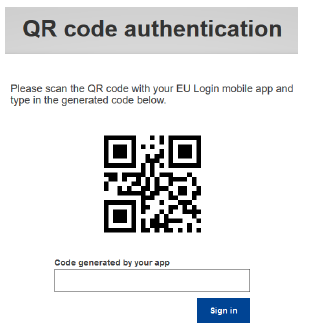 QR code authentication
Please scan the QR code with your EU Login mobile app and
type in the generated code below.
Code generated by your app
Sign in